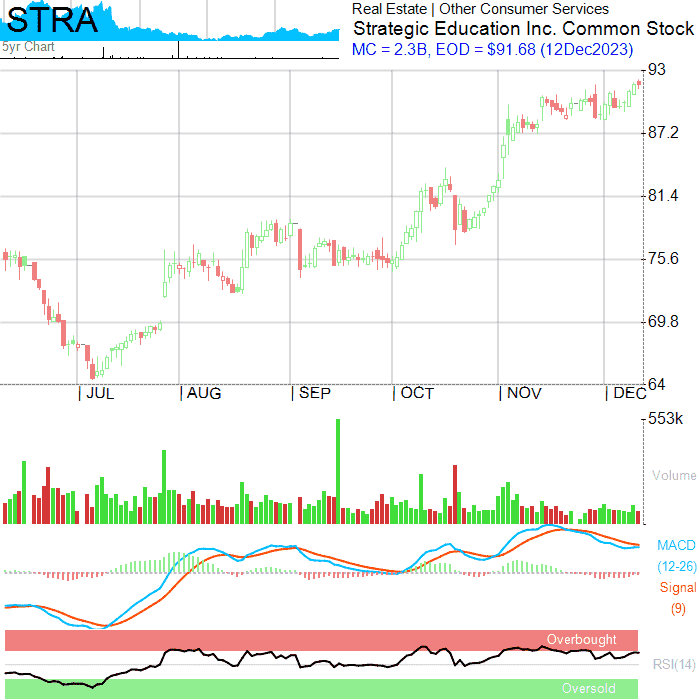 STRA
5yr Chart
Real Estate | Other Consumer Services
Strategic Education Inc. Common Stock
MC = 2.3B, EOD = $91.68 (12Dec2023)
93
87.2
81.4
75.6
69.8
64
JUL
AUG
SEP
OCT
NOV
DEC
553k
Volume
MACD
(12-26)
Signal
(9)
Overbought
RSI(14)
Oversold